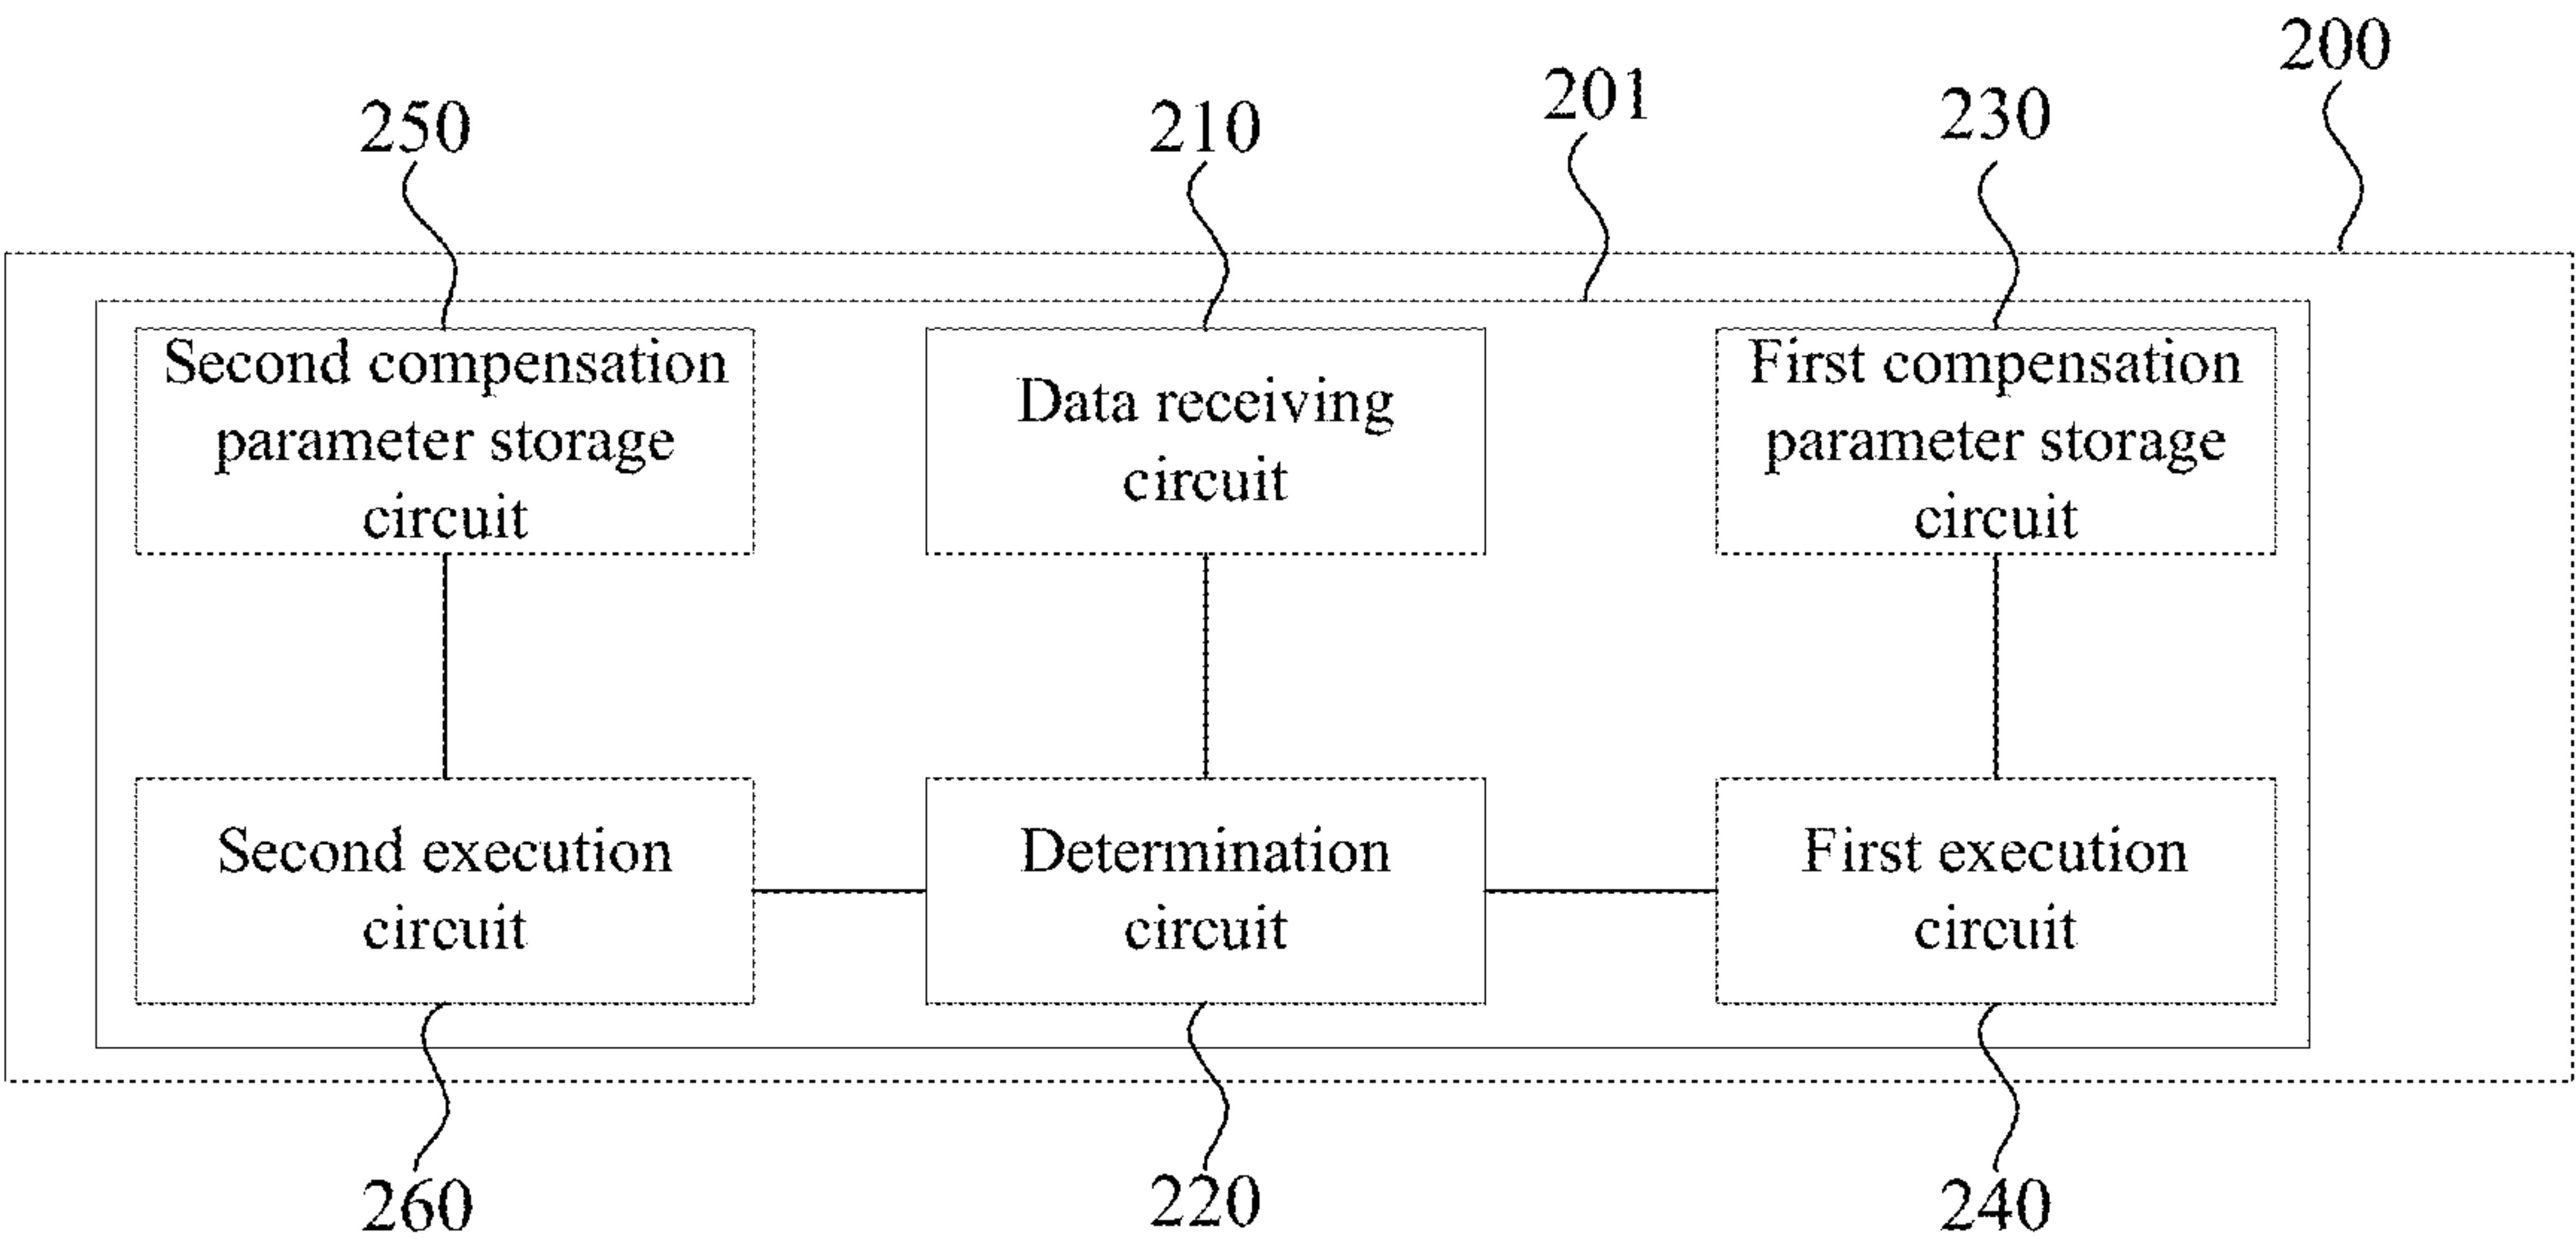 200
201
230
250
210
Second compensation
parameter storage
circuit
Data receiving
circuit
First compensation
parameter storage
circuit
Second execution
circuit
Determination
circuit
First execution
circuit
260
220
240